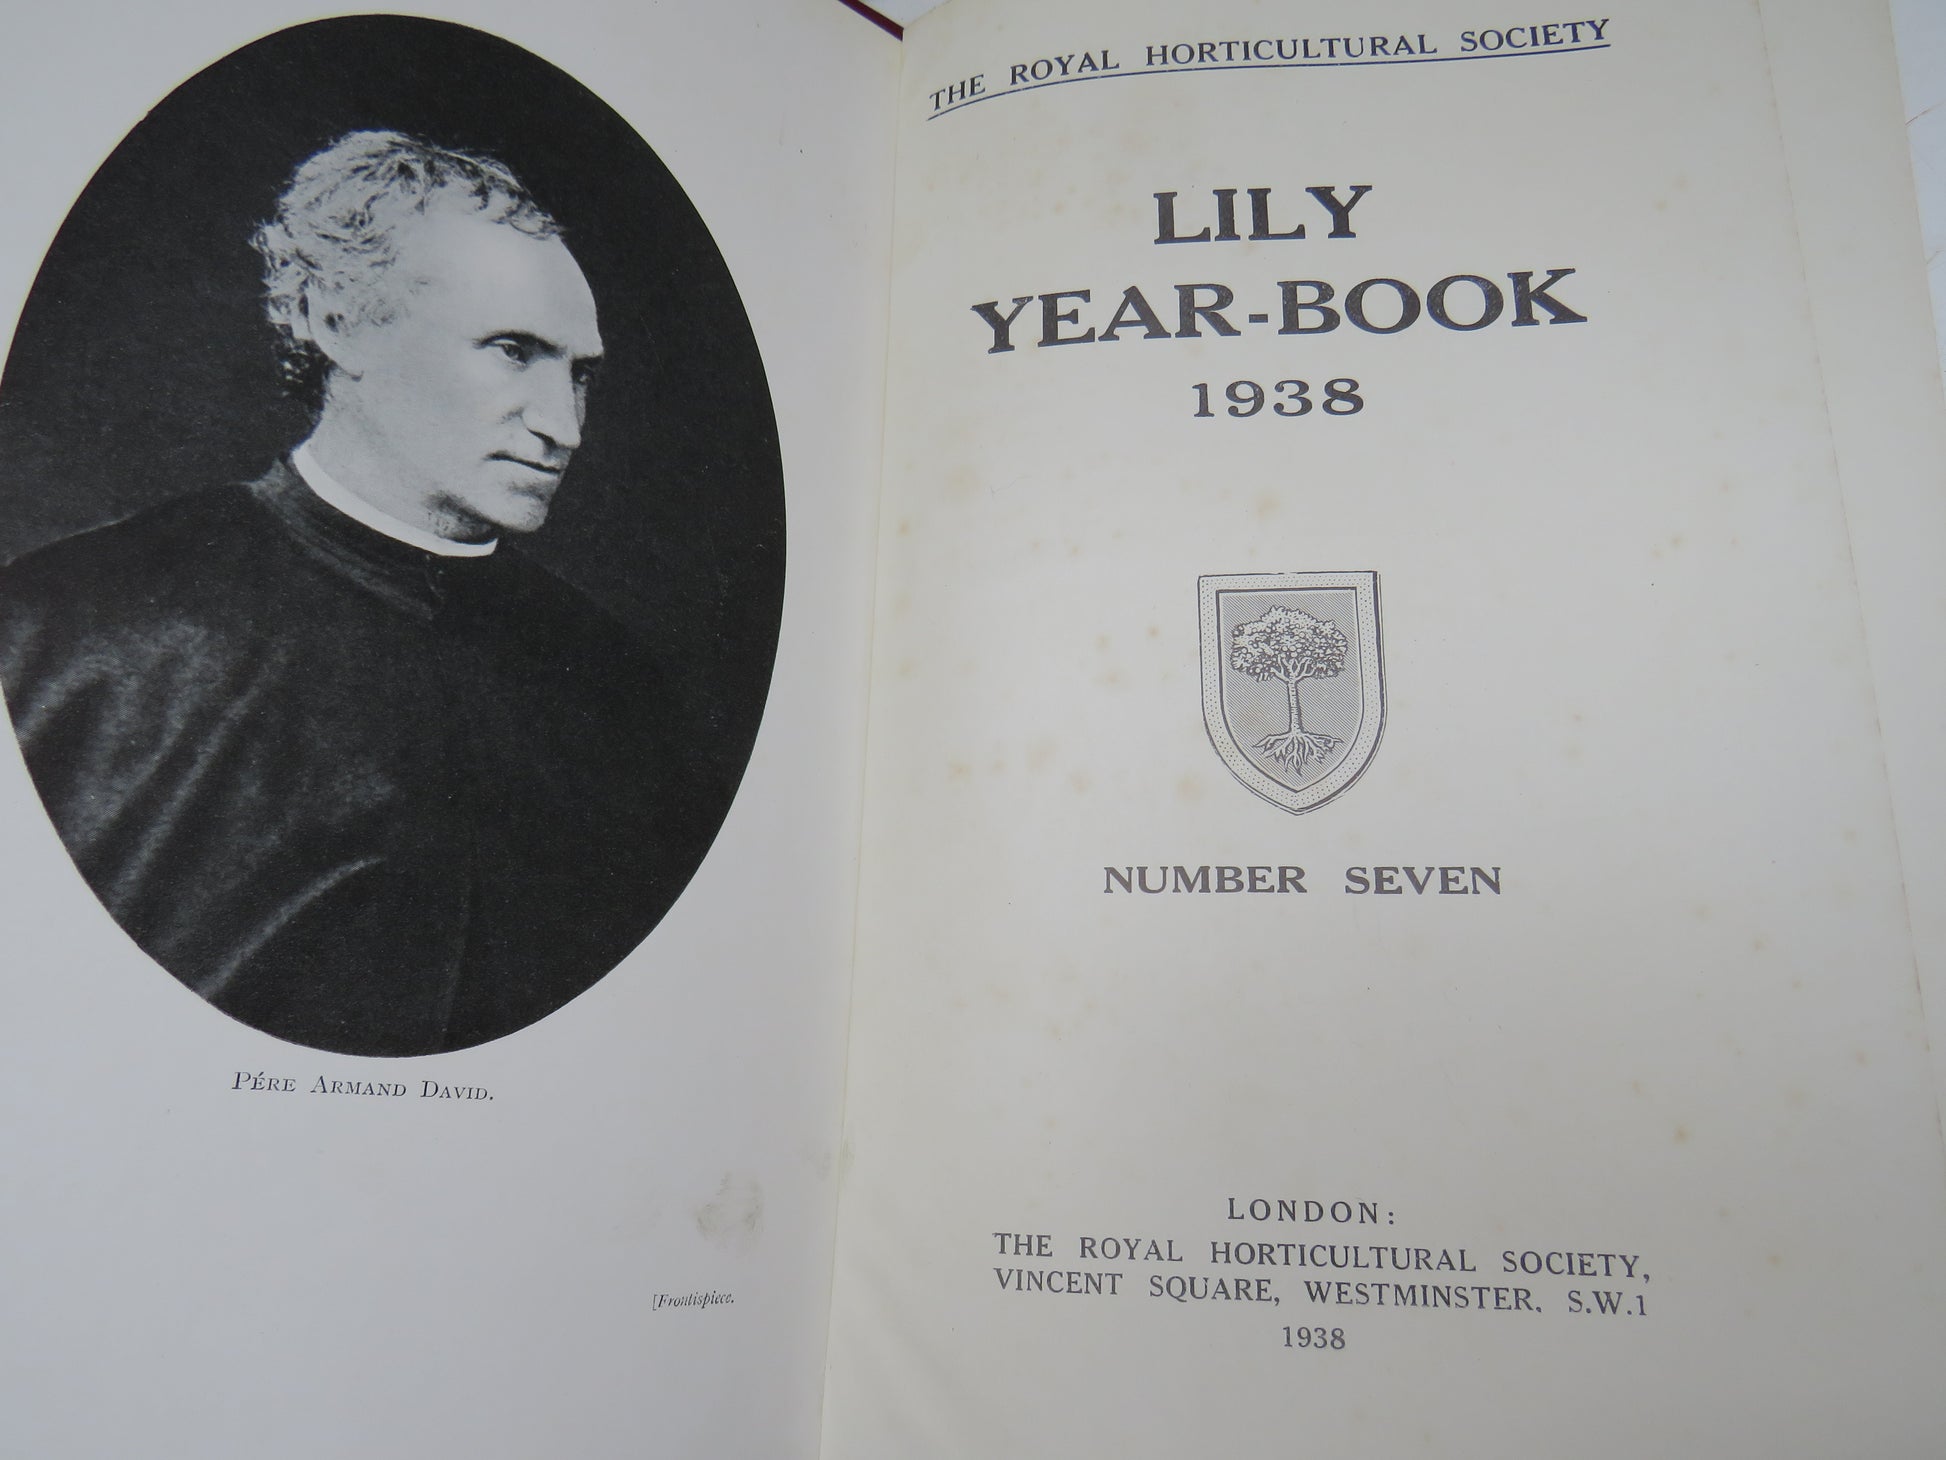 PÉRE ARMAND DAVID.
[Frontispiece.
THE ROYAL HORTICULTURAL SOCIETY
LILY
YEAR-BOOK
1938
NUMBER SEVEN
LONDON:
THE ROYAL HORTICULTURAL SOCIETY,
VINCENT SQUARE, WESTMINSTER. S.W.1
1938